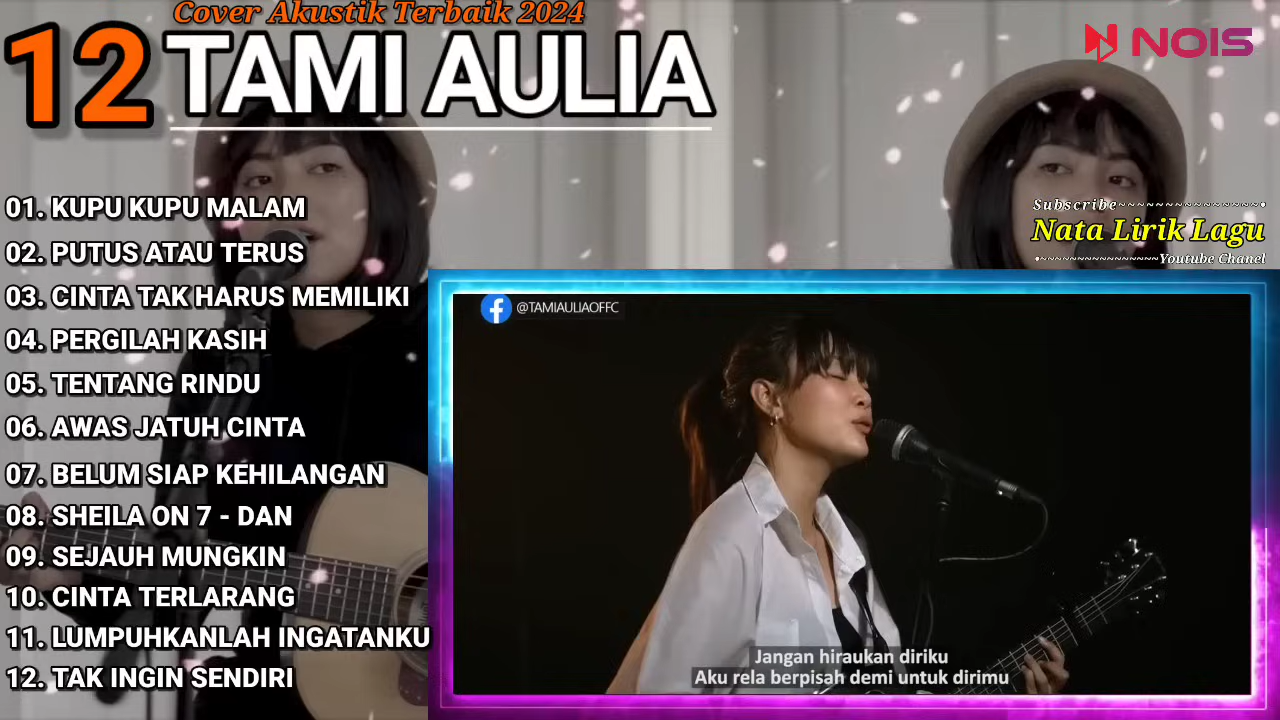 Cover Akustik Terbaik 2024
12 TAMI AULIA
NOIS
01. KUPU KUPU MALAM
02. PUTUS ATAU TERUS
03. CINTA TAK HARUS MEMILIKI
04. PERGILAH KASIH
05. TENTANG RINDU
06. AWAS JATUH CINTA
07. BELUM SIAP KEHILANGAN
08. SHEILA ON 7 - DAN
09. SEJAUH MUNGKIN
10. CINTA TERLARANG
11. LUMPUHKANLAH INGATANKU
12. TAK INGIN SENDIRI
Subscribe~~~~~~~~~~~~~~~•
Nata Lirik Lagu
•~~~~~~~~~~~~~~~~Youtube Chanel
@TAMIAULIAOFFC
Jangan hiraukan diriku
Aku rela berpisah demi untuk dirimu